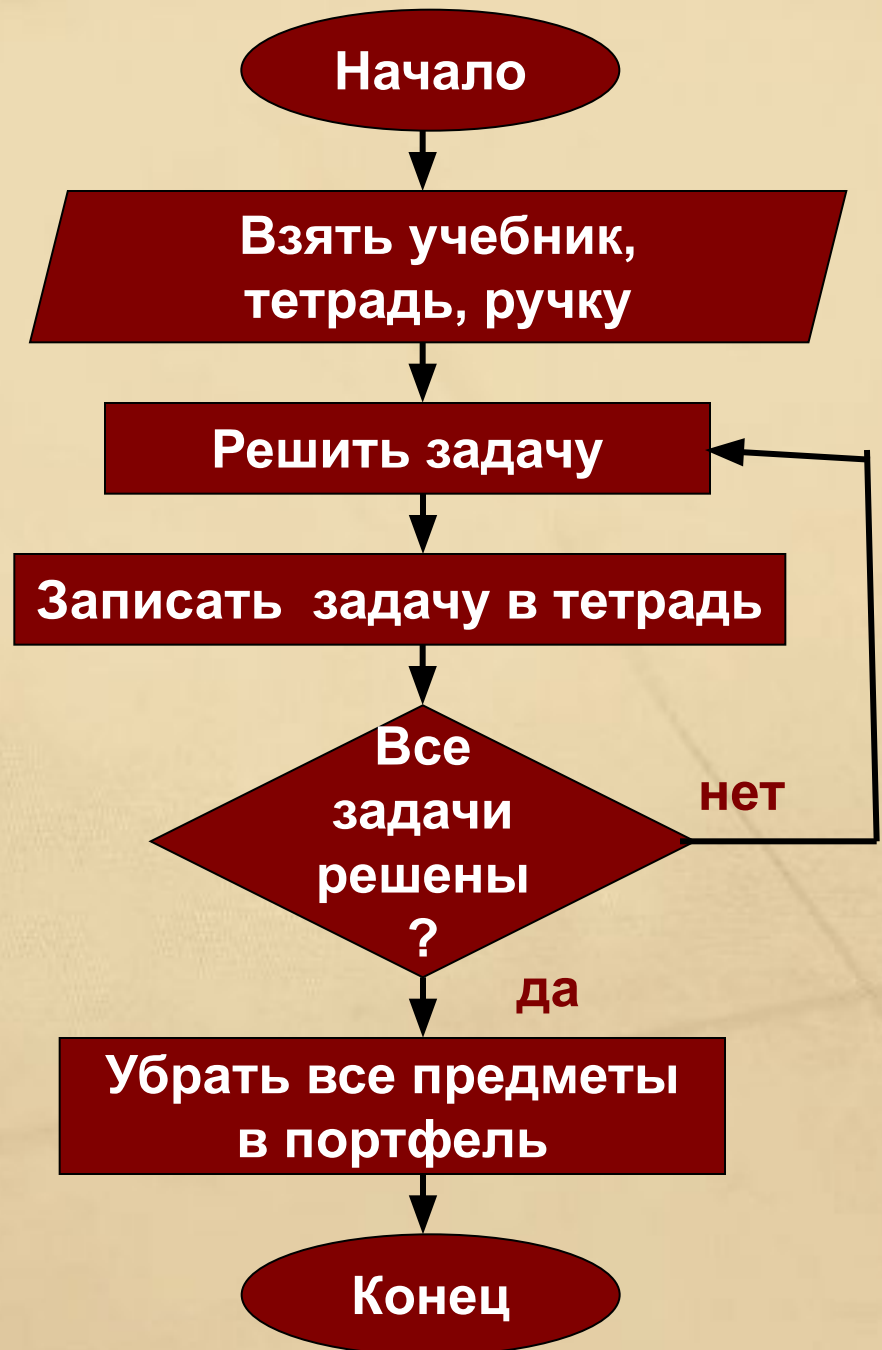 Начало
Взять учебник,
тетрадь, ручку
Решить задачу
Записать  задачу в тетрадь
Все
задачи
решены
?
нет
да
Убрать все предметы
в портфель
Конец